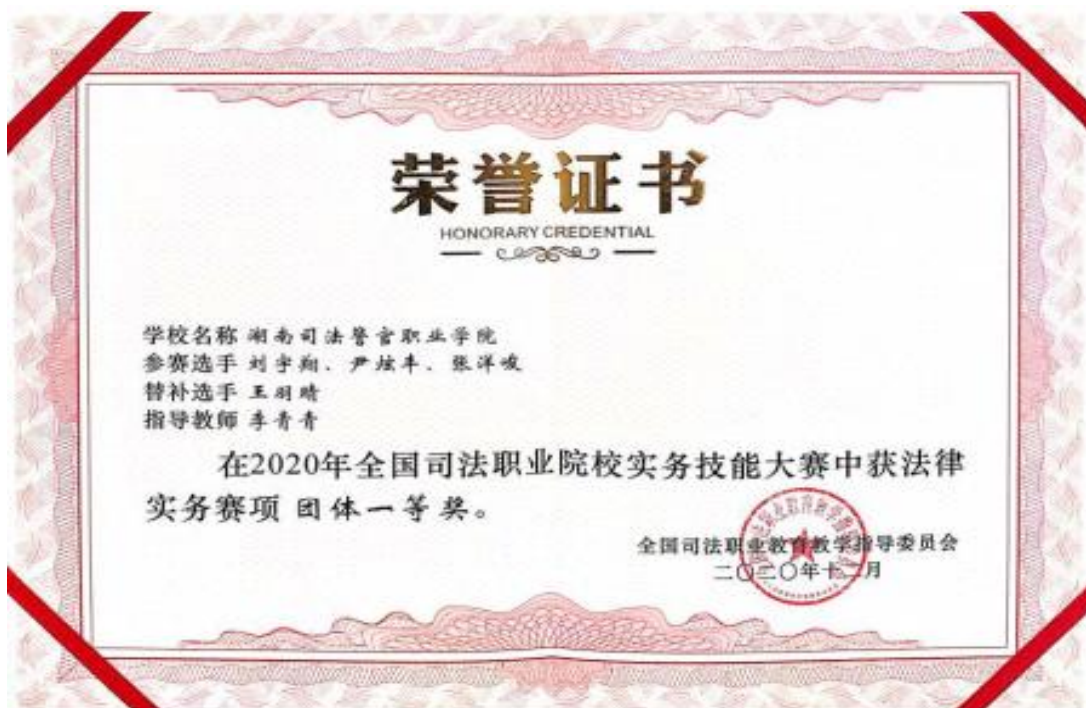 荣誉证书
HONORARY CREDENTIAL
学校名称 湖南司法警官职业学院
参赛选手 刘宇翔、尹炫丰、张洋峻
替补选手 王羽晴
指导教师 李青青
在2020年全国司法职业院校实务技能大赛中获法律
实务赛项 团体一等奖。
全国司法职业教育教学指导委员会
二〇二〇年十二月